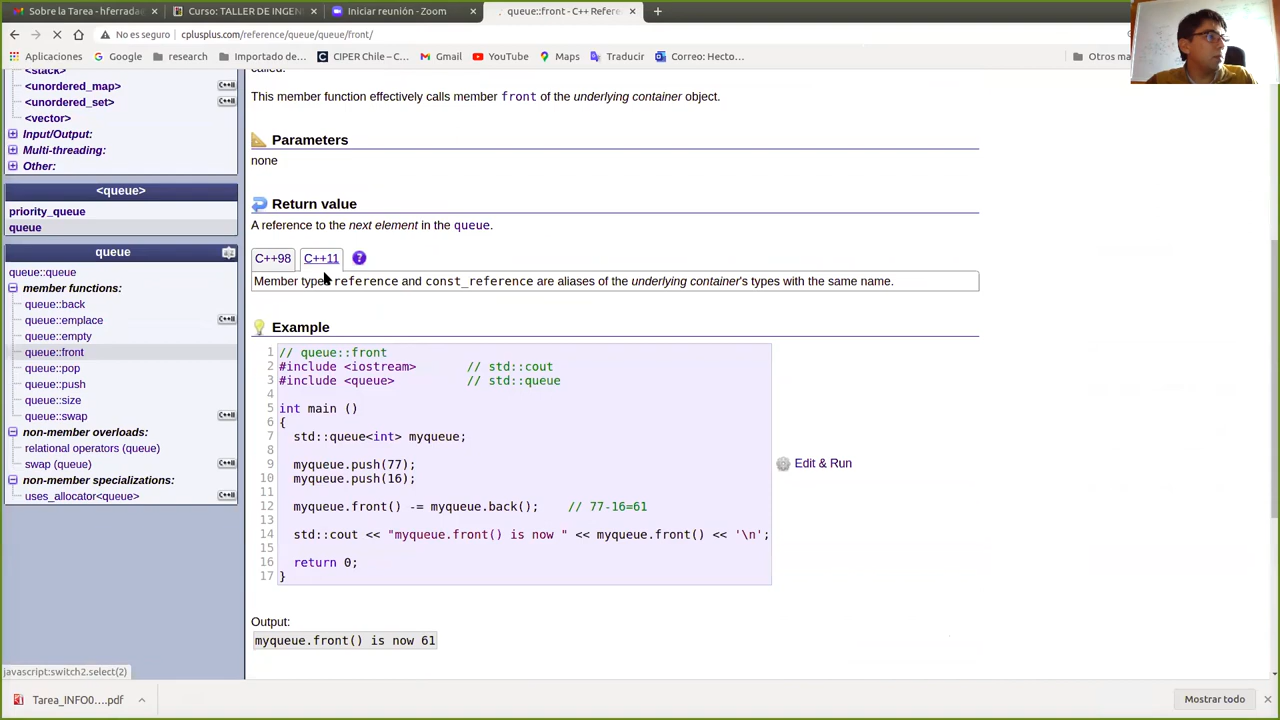 Sobre la Tarea - hferrada
Curso: TALLER DE INGEN
Iniciar reunión - Zoom
queue::front - C++ Refere
No es seguro
cplusplus.com/reference/queue/queue/front/
Aplicaciones
Google
research
Importado de…
CIPER Chile – C…
Gmail
YouTube
Maps
Traducir
Correo: Hecto…
Otros ma
<stack>
<unordered_map>
<unordered_set>
<vector>
Input/Output:
Multi-threading:
Other:
<queue>
priority_queue
queue
queue
queue::queue
member functions:
queue::back
queue::emplace
queue::empty
queue::front
queue::pop
queue::push
queue::size
queue::swap
non-member overloads:
relational operators (queue)
swap (queue)
non-member specializations:
uses_allocator<queue>
called.
This member function effectively calls member front of the underlying container object.
Parameters
none
Return value
A reference to the next element in the queue.
C++98
C++11
?
Member types reference and const_reference are aliases of the underlying container's types with the same name.
Example
1 // queue::front
2 #include <iostream> // std::cout
3 #include <queue> // std::queue
4
5 int main ()
6 {
7 std::queue<int> myqueue;
8
9 myqueue.push(77);
10 myqueue.push(16);
11
12 myqueue.front() -= myqueue.back(); // 77-16=61
13
14 std::cout << "myqueue.front() is now " << myqueue.front() << '\n';
15
16 return 0;
17 }
Edit & Run
Output:
myqueue.front() is now 61
javascript:switch2.select(2)
Tarea_INFO0....pdf
Mostrar todo